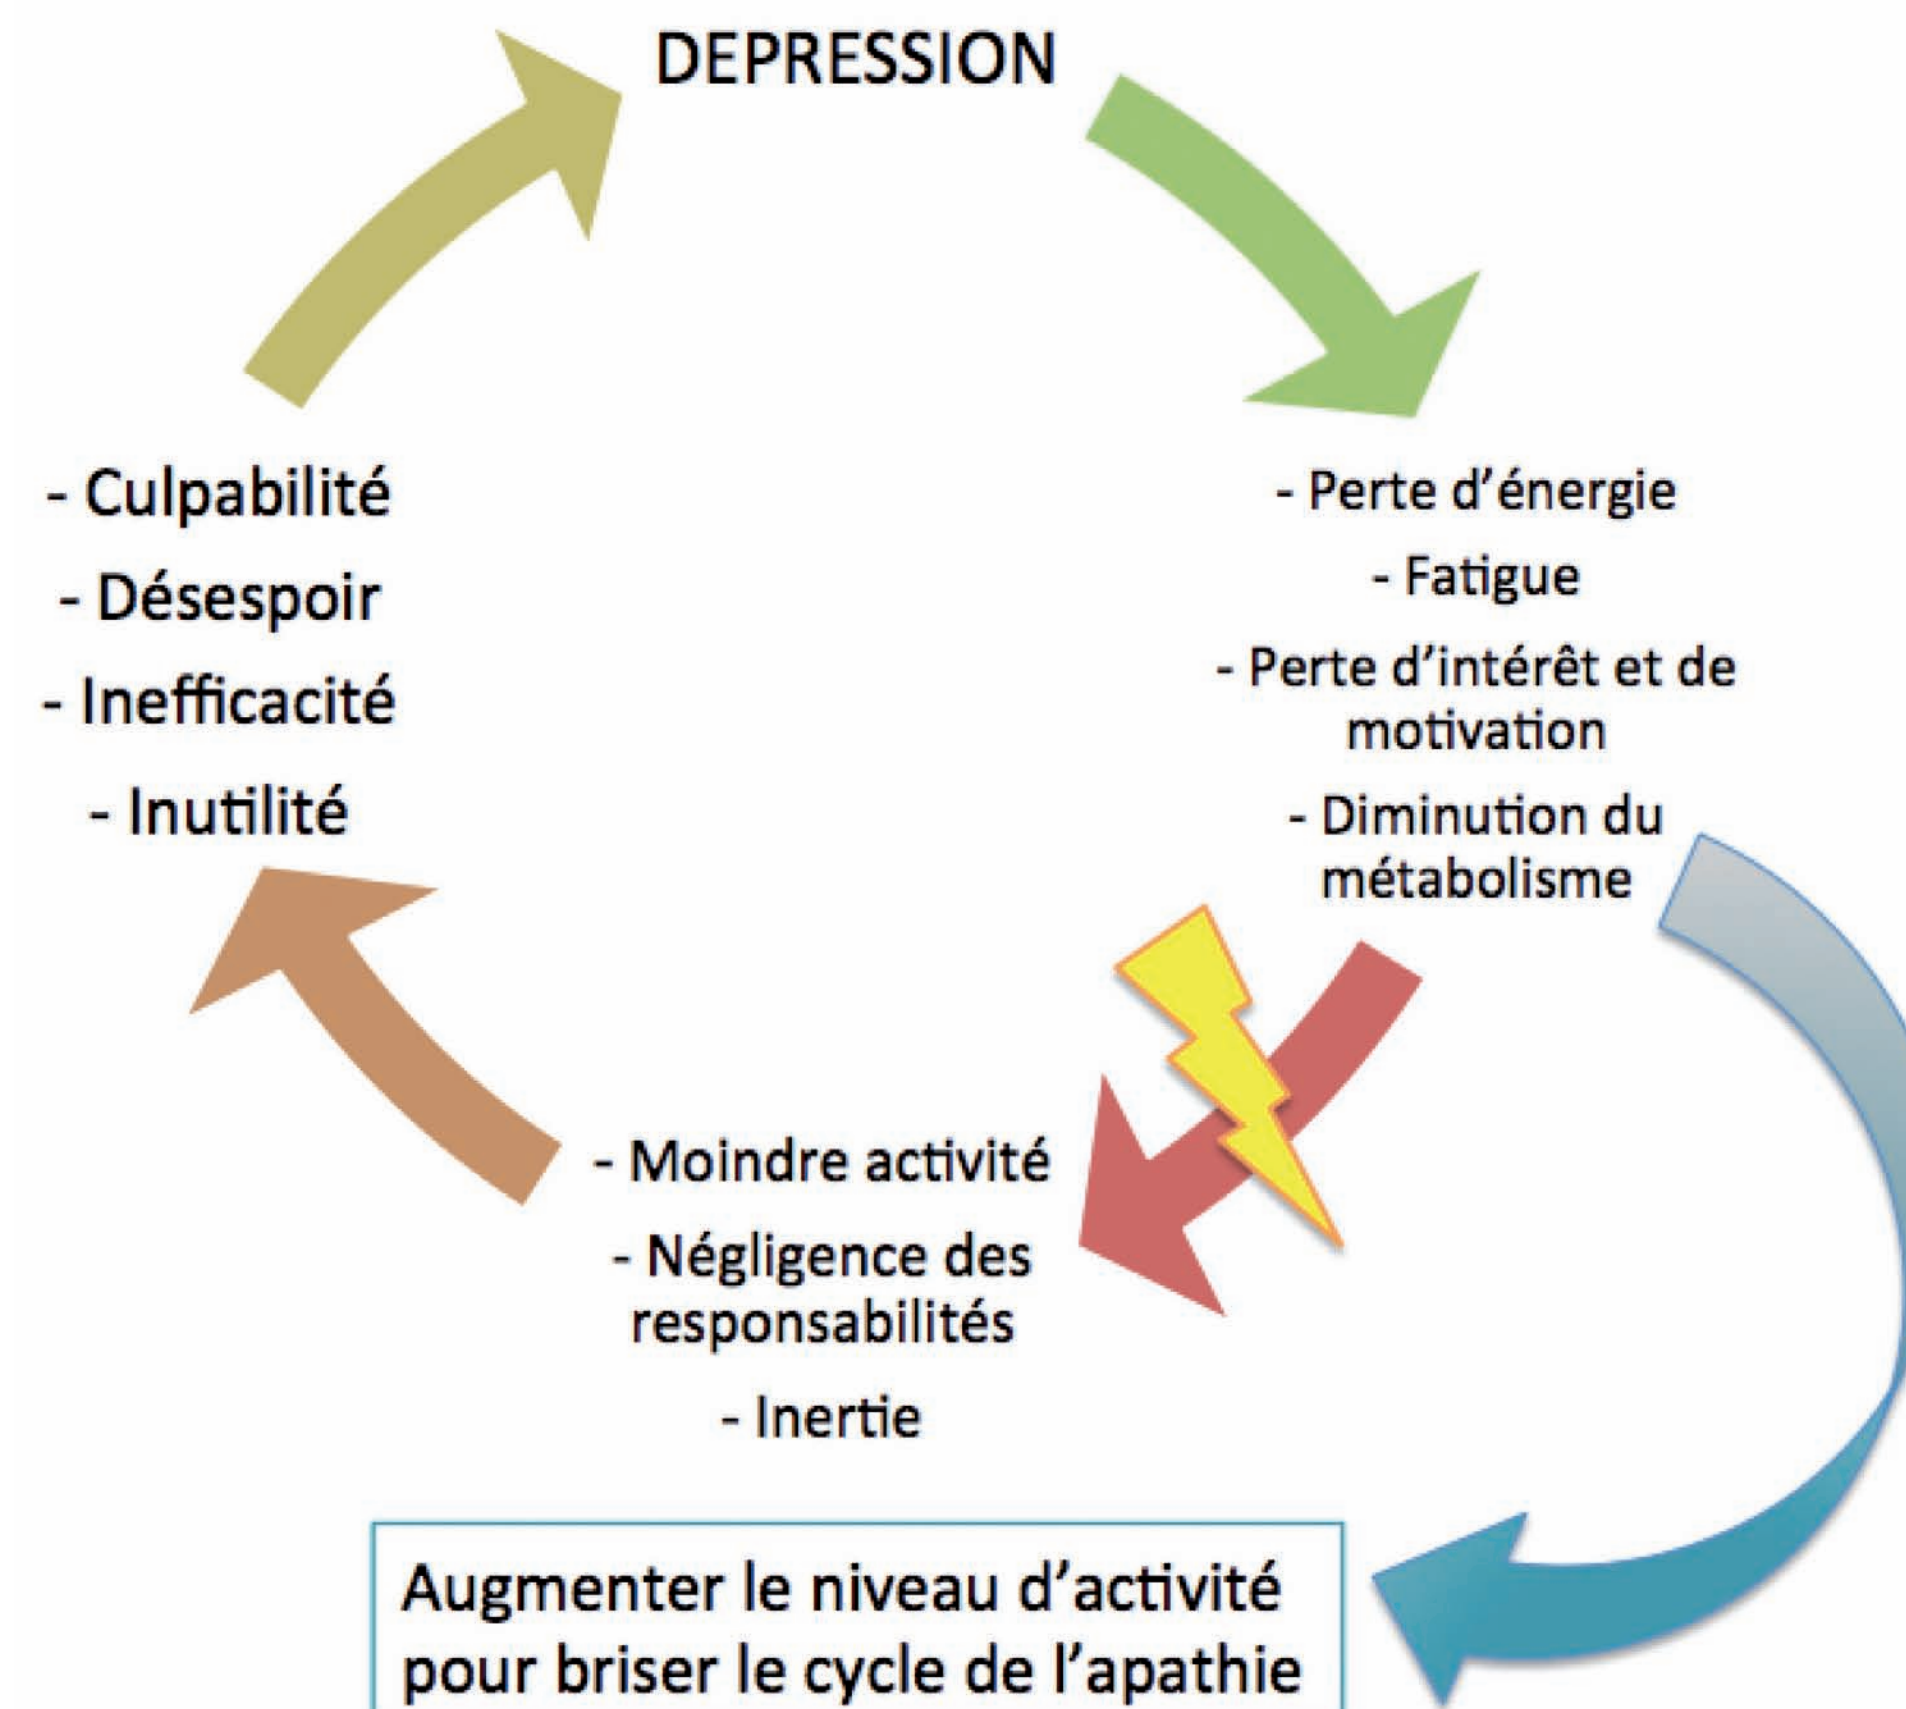 DEPRESSION
- Perte d’énergie
- Fatigue
- Perte d’intérêt et de
motivation
- Diminution du
métabolisme
- Moindre activité
- Négligence des
responsabilités
- Inertie
- Culpabilité
- Désespoir
- Inefficacité
- Inutilité
Augmenter le niveau d’activité
pour briser le cycle de l’apathie